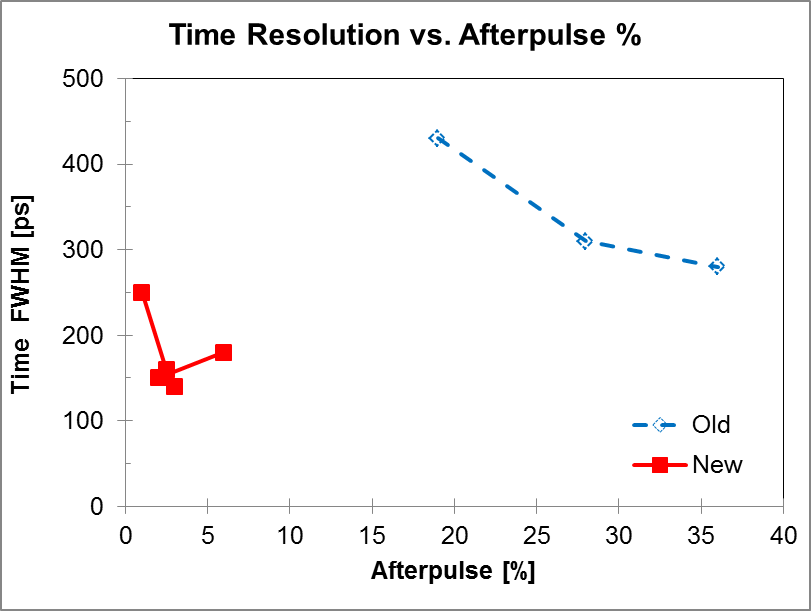 Time Resolution vs. Afterpulse %
500
400
300
200
100
0
Time FWHM [ps]
Old
New
0 5 10 15 20 25 30 35 40
Afterpulse [%]